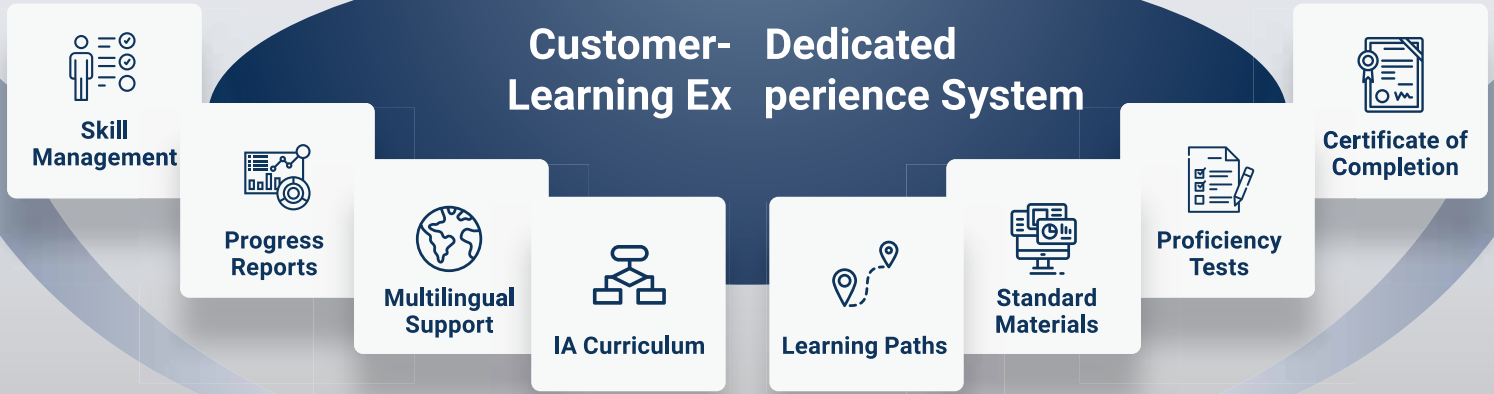 Customer- Dedicated
Learning Ex perience System
Skill
Management
Progress
Reports
Multilingual
Support
IA Curriculum
Learning Paths
Standard
Materials
Proficiency
Tests
Certificate of
Completion